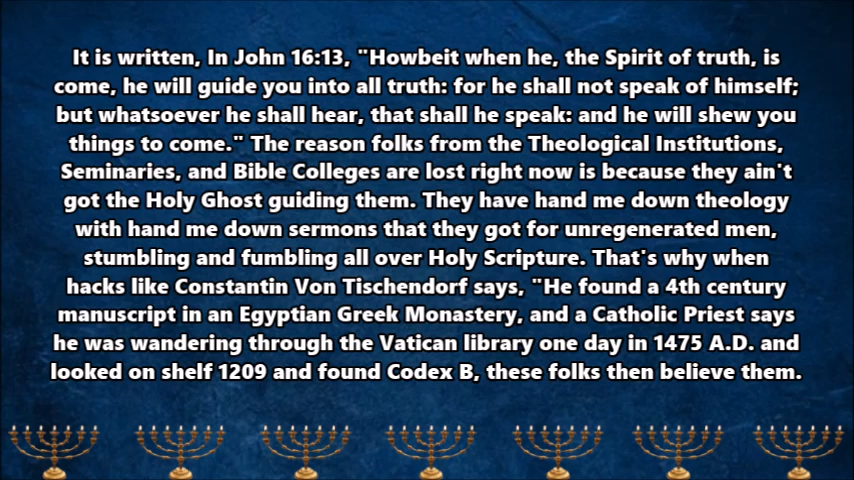 It is written, In John 16:13, "Howbeit when he, the Spirit of truth, is
come, he will guide you into all truth: for he shall not speak of himself;
but whatsoever he shall hear, that shall he speak: and he will shew you
things to come." The reason folks from the Theological Institutions,
Seminaries, and Bible Colleges are lost right now is because they ain't
got the Holy Ghost guiding them. They have hand me down theology
with hand me down sermons that they got for unregenerated men,
stumbling and fumbling all over Holy Scripture. That's why when
hacks like Constantin Von Tischendorf says, "He found a 4th century
manuscript in an Egyptian Greek Monastery, and a Catholic Priest says
he was wandering through the Vatican library one day in 1475 A.D. and
looked on shelf 1209 and found Codex B, these folks then believe them.